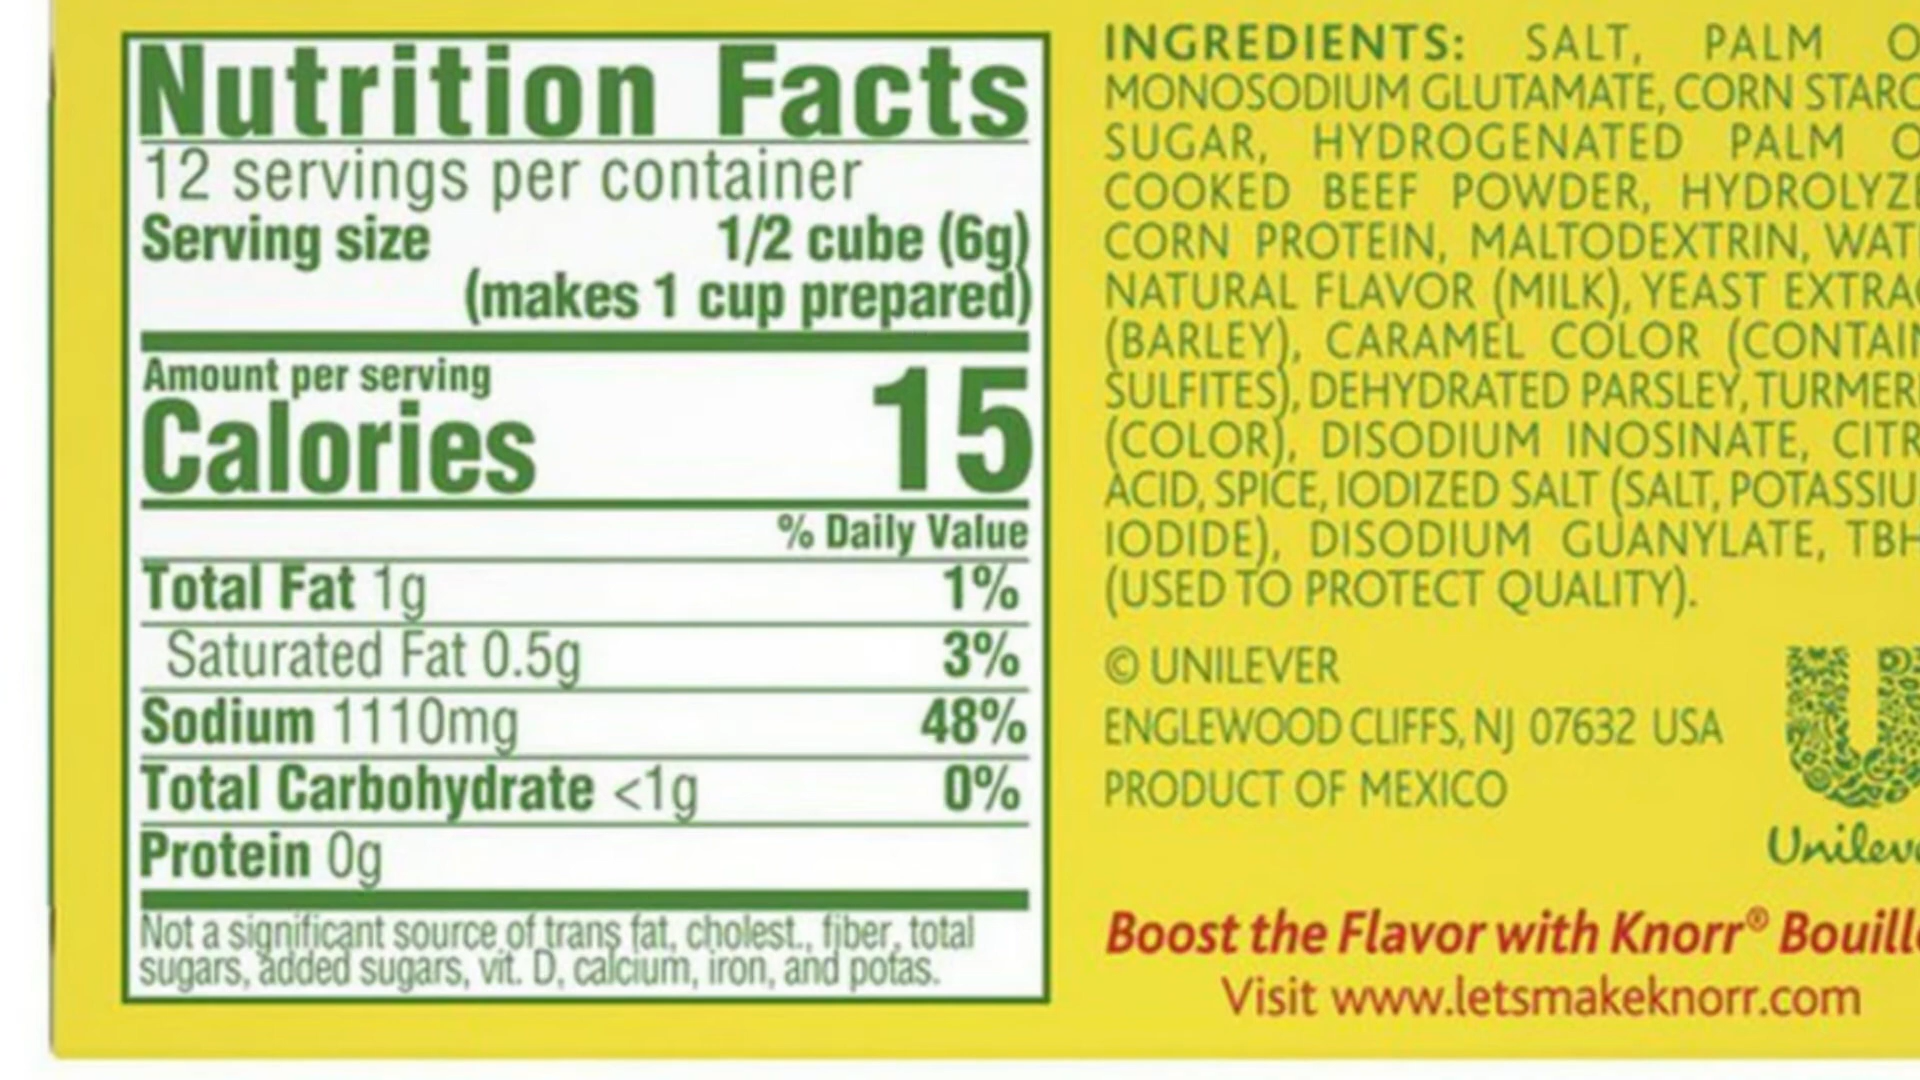 Nutrition Facts
12 servings per container
Serving size 1/2 cube (6g)
(makes 1 cup prepared)
Amount per serving
Calories 15
% Daily Value
Total Fat 1g 1%
Saturated Fat 0.5g 3%
Sodium 1110mg 48%
Total Carbohydrate <1g 0%
Protein 0g
Not a significant source of trans fat, cholest., fiber, total
sugars, added sugars, vit. D, calcium, iron, and potas.
INGREDIENTS: SALT, PALM
MONOSODIUM GLUTAMATE, CORN
SUGAR, HYDROGENATED PALM
COOKED BEEF POWDER,
CORN PROTEIN, MALTODEXTRIN,
NATURAL FLAVOR (MILK), YEAST
(BARLEY), CARAMEL COLOR
SULFITES), DEHYDRATED PARSLEY,
(COLOR), DISODIUM INOSINATE,
ACID, SPICE, IODIZED SALT (SALT,
IODIDE), DISODIUM GUANYLATE,
(USED TO PROTECT QUALITY).
© UNILEVER
ENGLEWOOD CLIFFS, NJ 07632 USA
PRODUCT OF MEXICO
Boost the Flavor with Knorr®
Visit www.letsmakeknorr.com